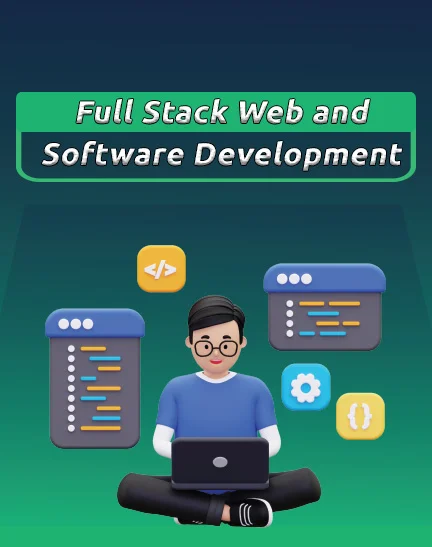 Full Stack Web and
Software Development
</>
{ }